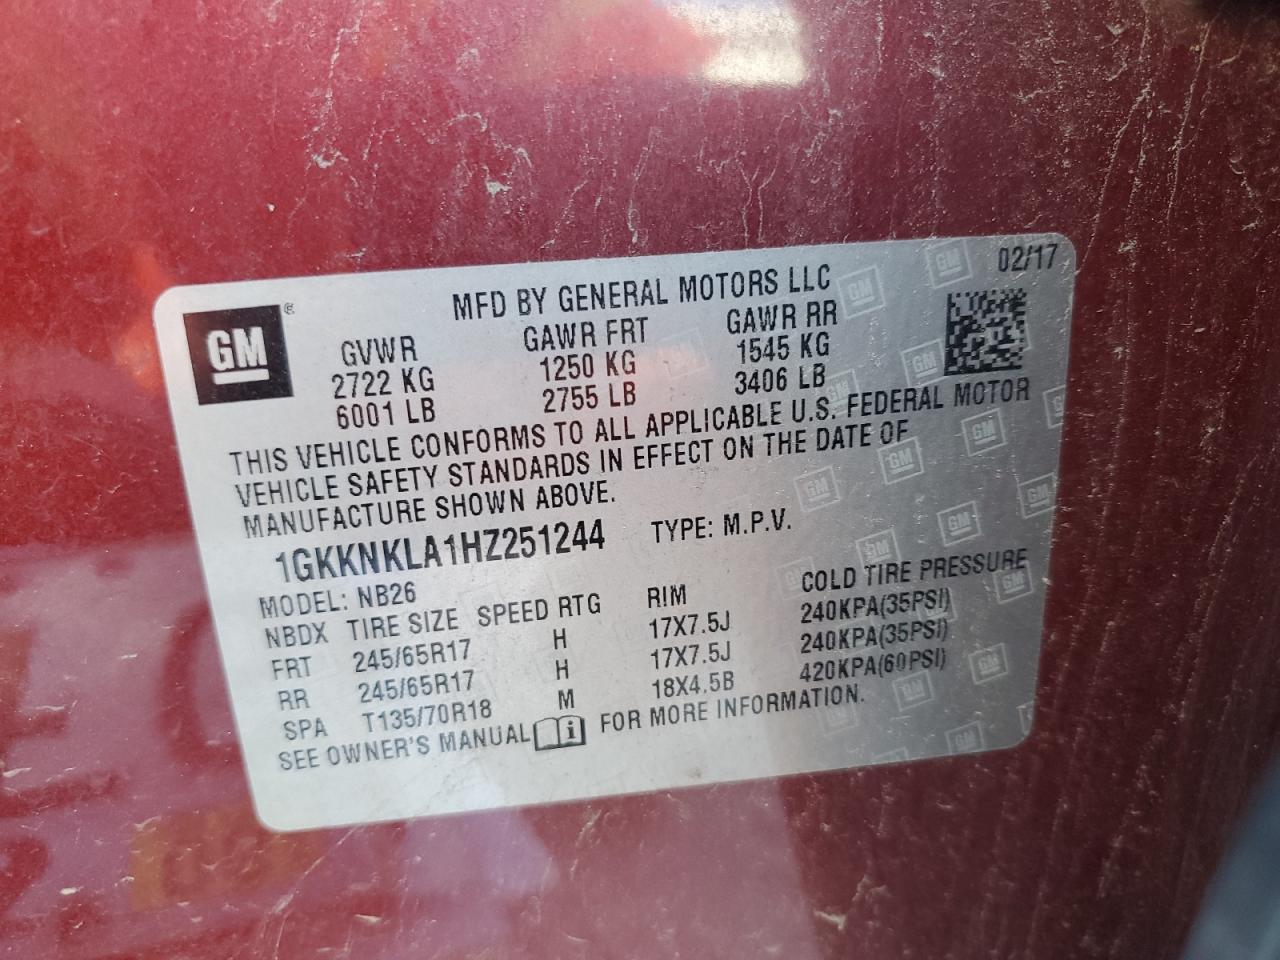 02/17
GM
MFD BY GENERAL MOTORS LLC
GVWR GAWR FRT GAWR RR
2722 KG 1250 KG 1545 KG
6001 LB 2755 LB 3406 LB
THIS VEHICLE CONFORMS TO ALL APPLICABLE U.S. FEDERAL MOTOR
VEHICLE SAFETY STANDARDS IN EFFECT ON THE DATE OF
MANUFACTURE SHOWN ABOVE.
1GKKNKLA1HZ251244 TYPE: M.P.V.
MODEL: NB26
NBDX TIRE SIZE SPEED RTG RIM COLD TIRE PRESSURE
FRT 245/65R17 H 17X7.5J 240KPA(35PSI)
RR 245/65R17 H 17X7.5J 240KPA(35PSI)
SPA T135/70R18 M 18X4.5B 420KPA(60PSI)
SEE OWNER'S MANUAL i FOR MORE INFORMATION.